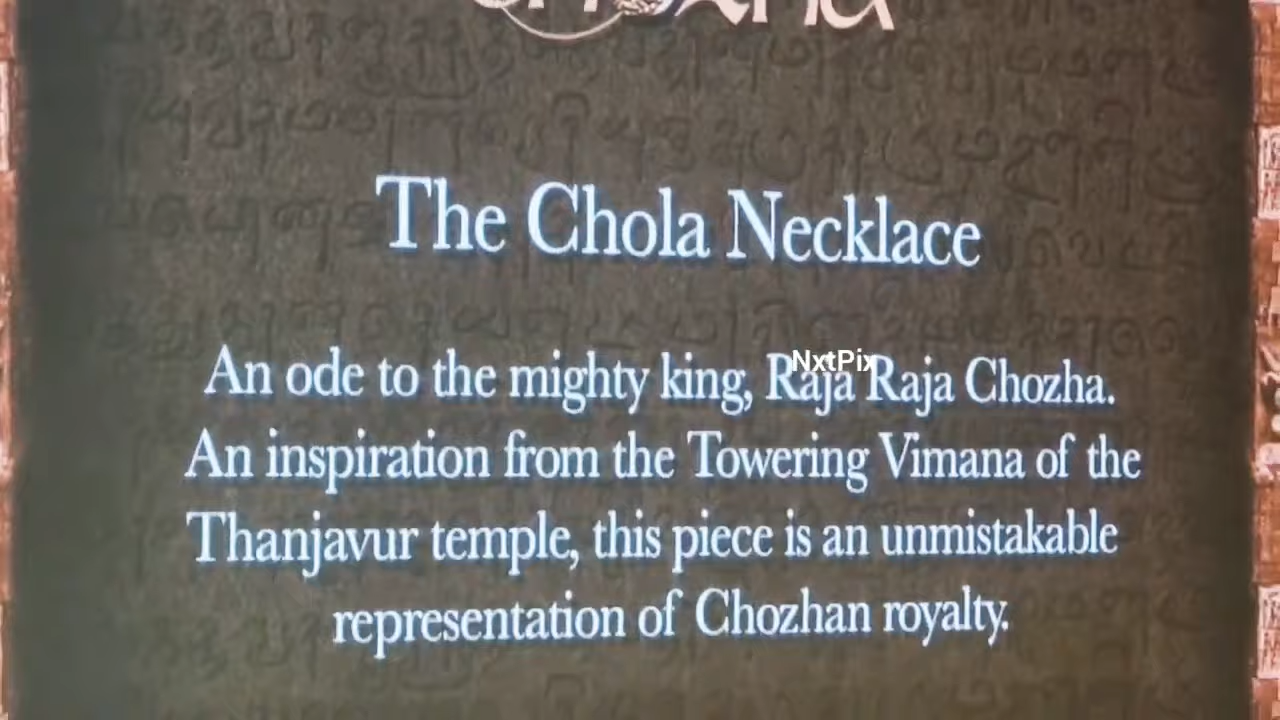 The Chola Necklace
An ode to the mighty king, Raja Raja Chozha.
An inspiration from the Towering Vimana of the
Thanjavur temple, this piece is an unmistakable
representation of Chozhan royalty.
NxtPix